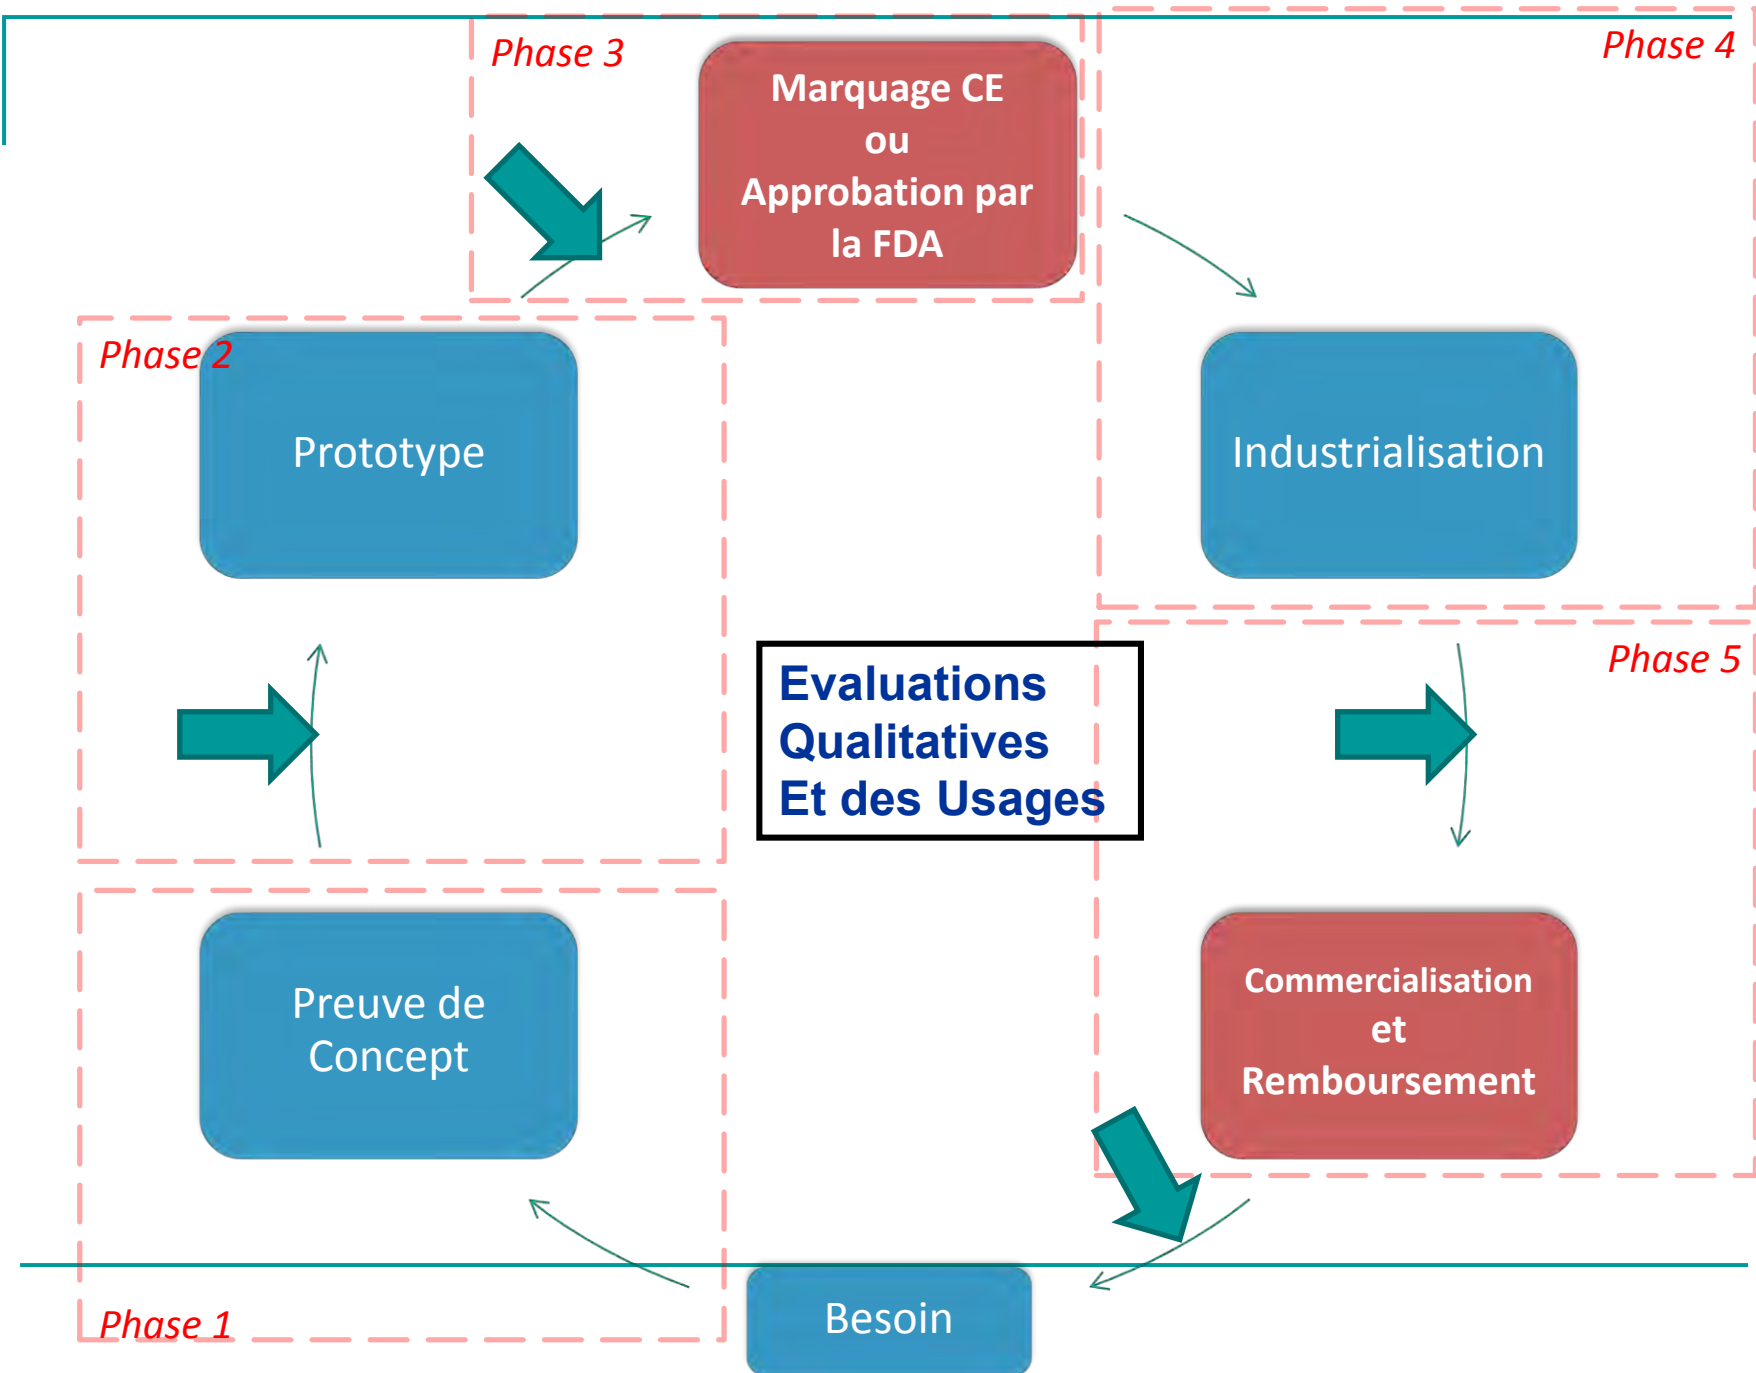 Phase 3
Marquage CE
ou
Approbation par
la FDA
Phase 4
Phase 2
Prototype
Industrialisation
Evaluations
Qualitatives
Et des Usages
Phase 5
Preuve de
Concept
Commercialisation
et
Remboursement
Phase 1
Besoin